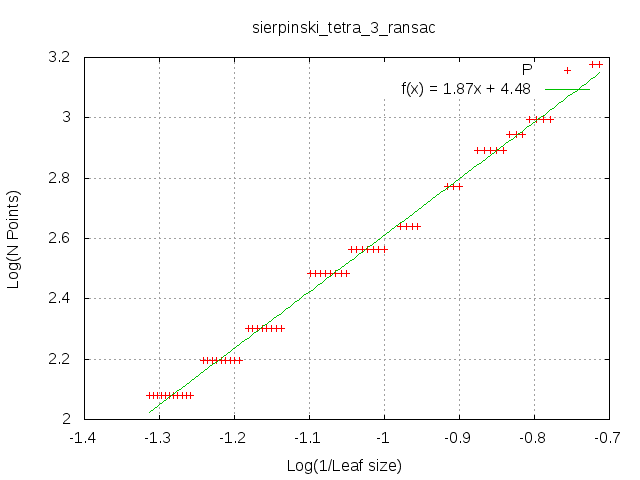 sierpinski_tetra_3_ransac
3.2
3
2.8
2.6
2.4
2.2
2
Log(N Points)
P
f(x) = 1.87x + 4.48
-1.4 -1.3 -1.2 -1.1 -1 -0.9 -0.8 -0.7
Log(1/Leaf size)